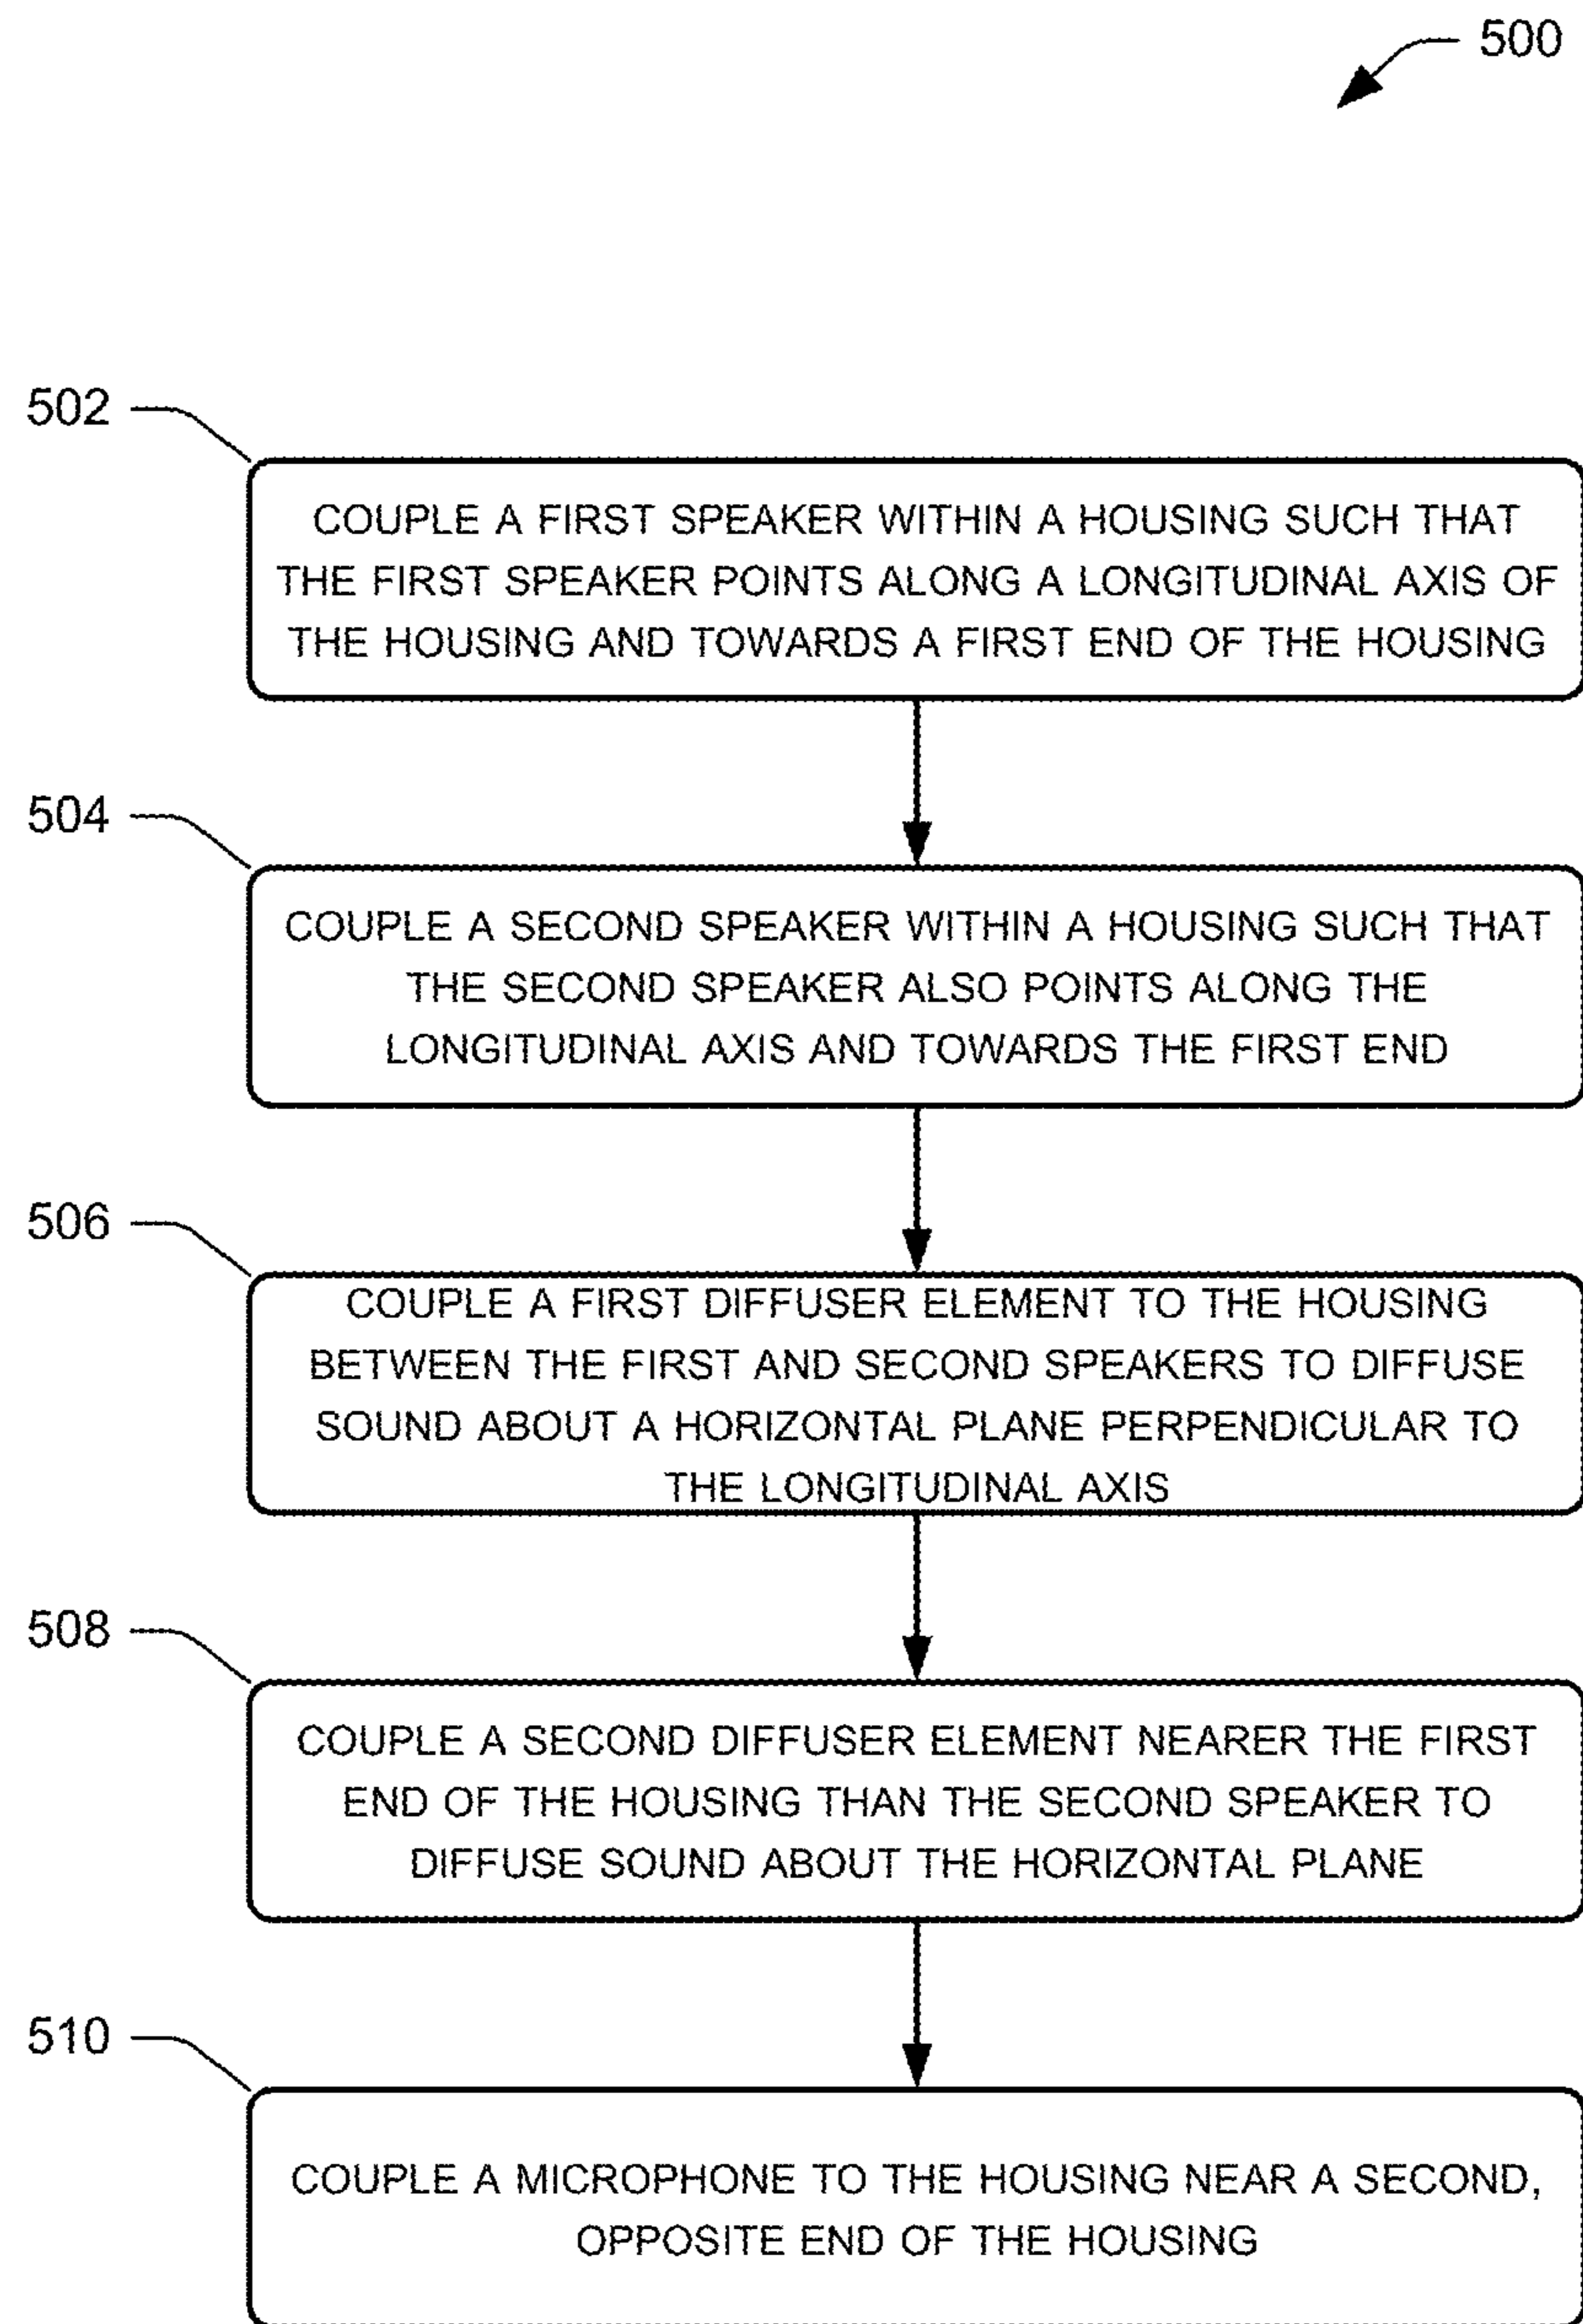 500
502
COUPLE A FIRST SPEAKER WITHIN A HOUSING SUCH THAT
THE FIRST SPEAKER POINTS ALONG A LONGITUDINAL AXIS OF
THE HOUSING AND TOWARDS A FIRST END OF THE HOUSING
504
COUPLE A SECOND SPEAKER WITHIN A HOUSING SUCH THAT
THE SECOND SPEAKER ALSO POINTS ALONG THE
LONGITUDINAL AXIS AND TOWARDS THE FIRST END
506
COUPLE A FIRST DIFFUSER ELEMENT TO THE HOUSING
BETWEEN THE FIRST AND SECOND SPEAKERS TO DIFFUSE
SOUND ABOUT A HORIZONTAL PLANE PERPENDICULAR TO
THE LONGITUDINAL AXIS
508
COUPLE A SECOND DIFFUSER ELEMENT NEARER THE FIRST
END OF THE HOUSING THAN THE SECOND SPEAKER TO
DIFFUSE SOUND ABOUT THE HORIZONTAL PLANE
510
COUPLE A MICROPHONE TO THE HOUSING NEAR A SECOND,
OPPOSITE END OF THE HOUSING